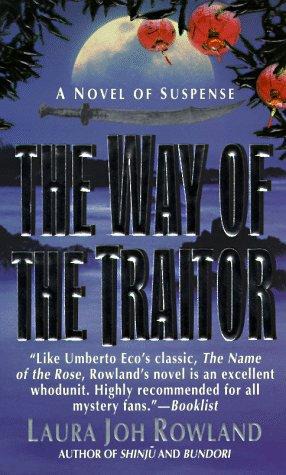 A NOVEL OF SUSPENSE
THE WAY OF
THE TRAITOR
"Like Umberto Eco's classic, The Name
of the Rose, Rowland's novel is an excellent
whodunit. Highly recommended for all
mystery fans."—Booklist
LAURA JOH ROWLAND
AUTHOR OF SHINJŪ AND BUNDORI